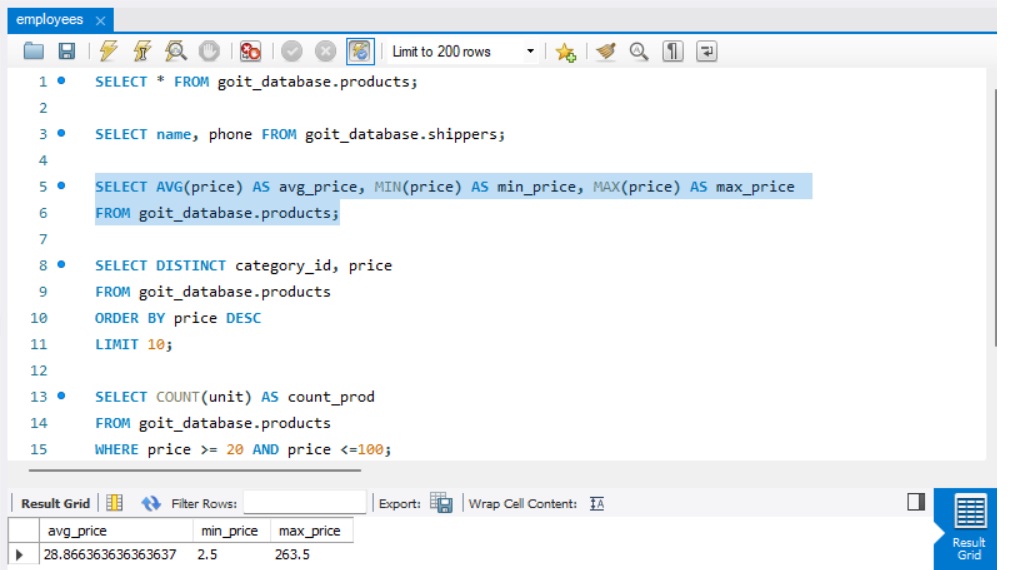 employees
Limit to 200 rows
1 SELECT * FROM goit_database.products;
2
3 SELECT name, phone FROM goit_database.shippers;
4
5 SELECT AVG(price) AS avg_price, MIN(price) AS min_price, MAX(price) AS max_price
6 FROM goit_database.products;
7
8 SELECT DISTINCT category_id, price
9 FROM goit_database.products
10 ORDER BY price DESC
11 LIMIT 10;
12
13 SELECT COUNT(unit) AS count_prod
14 FROM goit_database.products
15 WHERE price >= 20 AND price <=100;
Result Grid Filter Rows: Export: Wrap Cell Content: IA
avg_price min_price max_price
28.866363636363637 2.5 263.5
Result
Grid